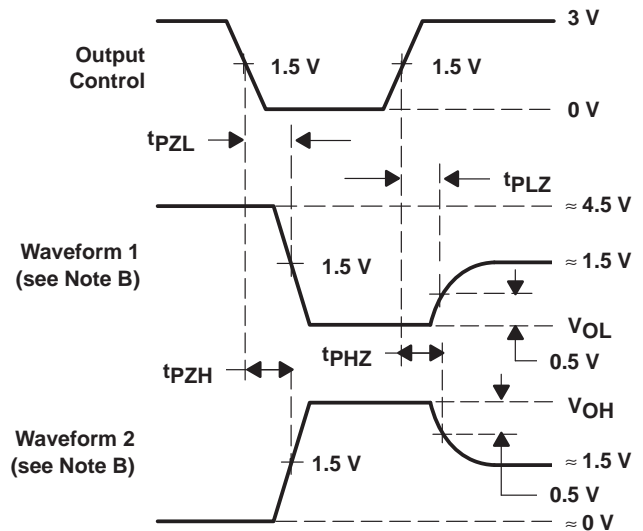 3 V
Output
Control
1.5 V
1.5 V
0 V
tPZL
tPLZ
≈ 4.5 V
Waveform 1
(see Note B)
1.5 V
≈ 1.5 V
VOL
0.5 V
tPHZ
tPZH
VOH
Waveform 2
(see Note B)
1.5 V
≈ 1.5 V
0.5 V
≈ 0 V